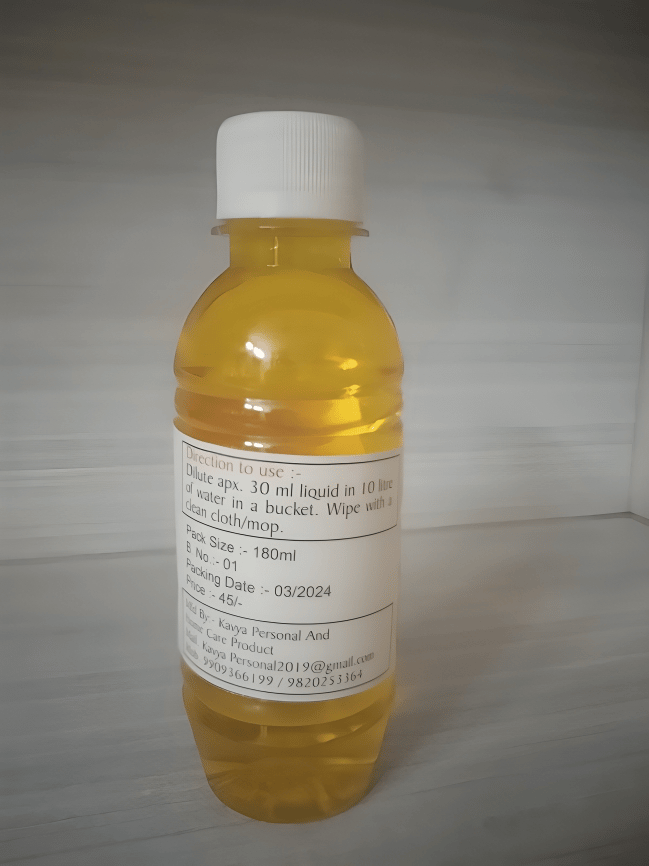 Direction to use :-
Dilute apx. 30 ml liquid in 10 litre
of water in a bucket. Wipe with a
clean cloth/mop.
Pack Size :- 180ml
B No.:- 01
Packing Date :- 03/2024
Price :- 45/-
Mfd By:- Kavya Personal And
Home Care Product
Mail Kavya Personal2019@gmail.com
9909366199 / 9820253364